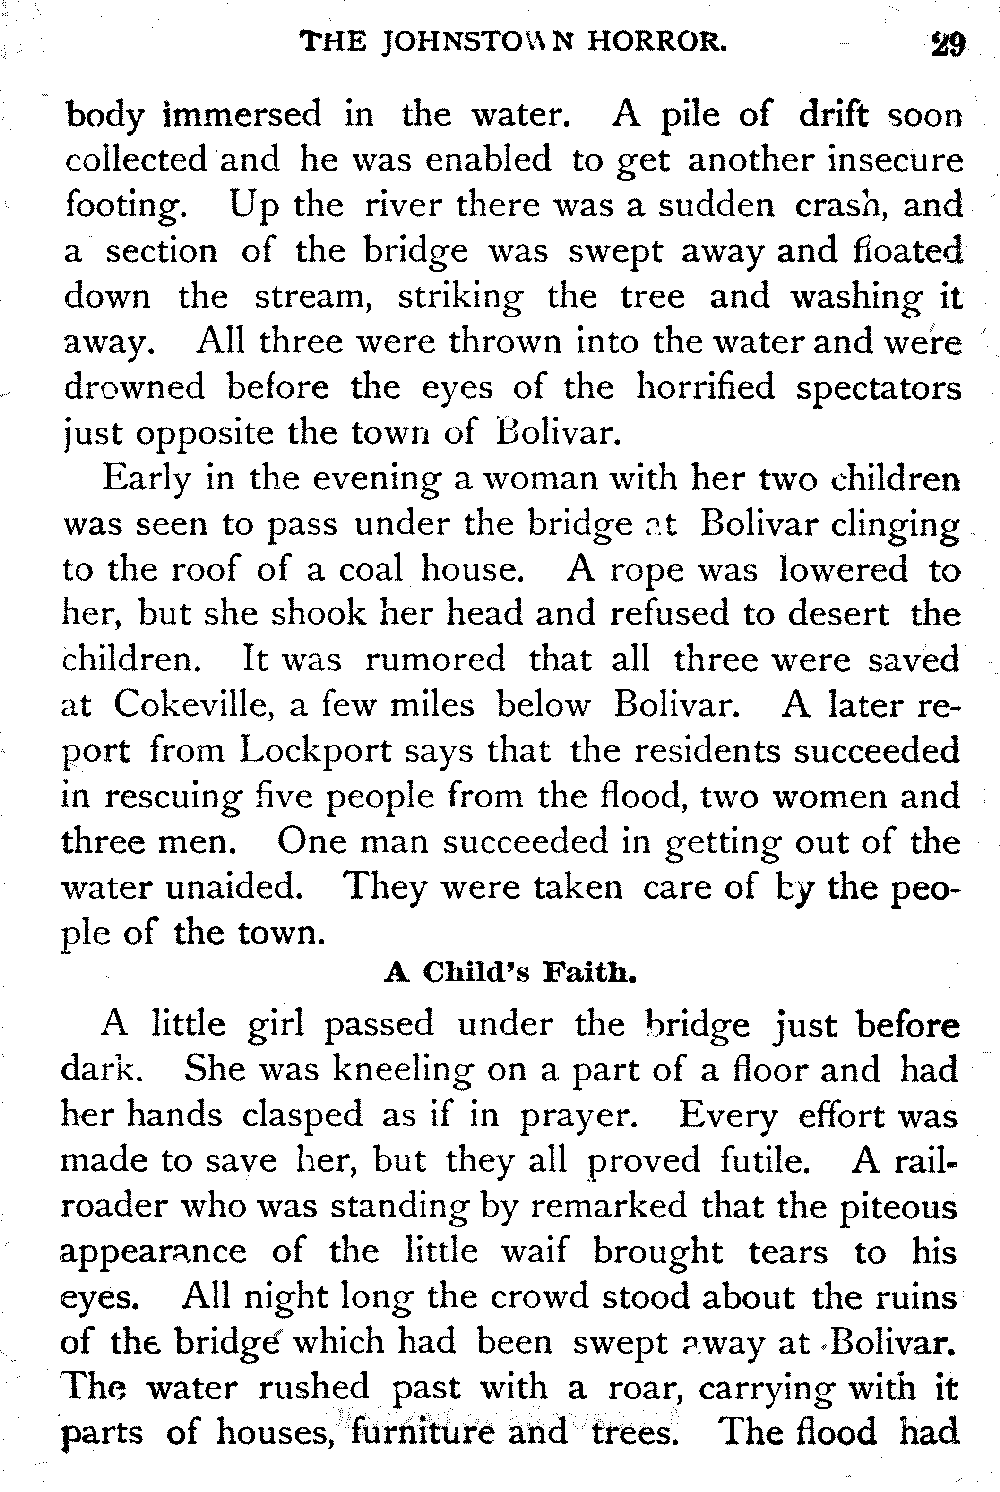 THE JOHNSTOWN HORROR. 29
body immersed in the water. A pile of drift soon
collected and he was enabled to get another insecure
footing. Up the river there was a sudden crash, and
a section of the bridge was swept away and floated
down the stream, striking the tree and washing it
away. All three were thrown into the water and were
drowned before the eyes of the horrified spectators
just opposite the town of Bolivar.
Early in the evening a woman with her two children
was seen to pass under the bridge at Bolivar clinging
to the roof of a coal house. A rope was lowered to
her, but she shook her head and refused to desert the
children. It was rumored that all three were saved
at Cokeville, a few miles below Bolivar. A later re-
port from Lockport says that the residents succeeded
in rescuing five people from the flood, two women and
three men. One man succeeded in getting out of the
water unaided. They were taken care of by the peo-
ple of the town.
A Child's Faith.
A little girl passed under the bridge just before
dark. She was kneeling on a part of a floor and had
her hands clasped as if in prayer. Every effort was
made to save her, but they all proved futile. A rail-
roader who was standing by remarked that the piteous
appearance of the little waif brought tears to his
eyes. All night long the crowd stood about the ruins
of the bridge which had been swept away at Bolivar.
The water rushed past with a roar, carrying with it
parts of houses, furniture and trees. The flood had